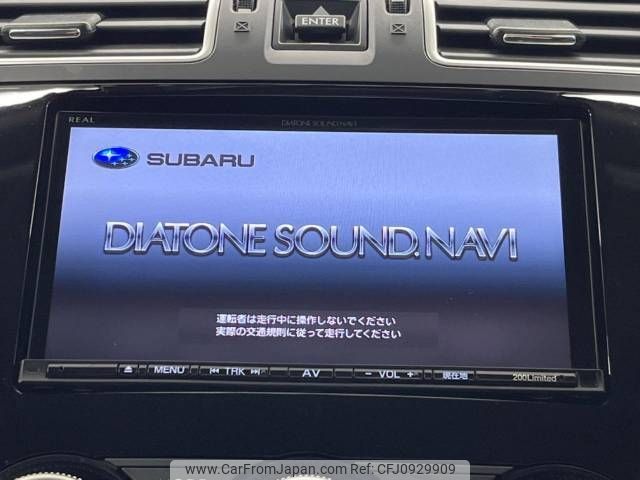 ENTER
REAL
DIATONE SOUND.NAVI
SUBARU
DIATONE SOUND.NAVI
運転者は走行中に操作しないでください
実際の交通規則に従って走行してください
MENU
TRK
AV
− VOL +
現在地
200Limited
www.CarFromJapan.com | REFNO:CFJ9929909